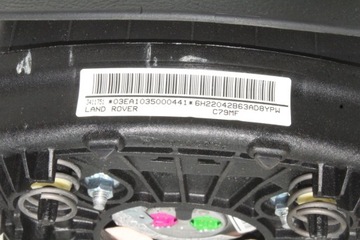 *03EA1035000441*6H22042B63AD8YPW
LAND ROVER C79MF